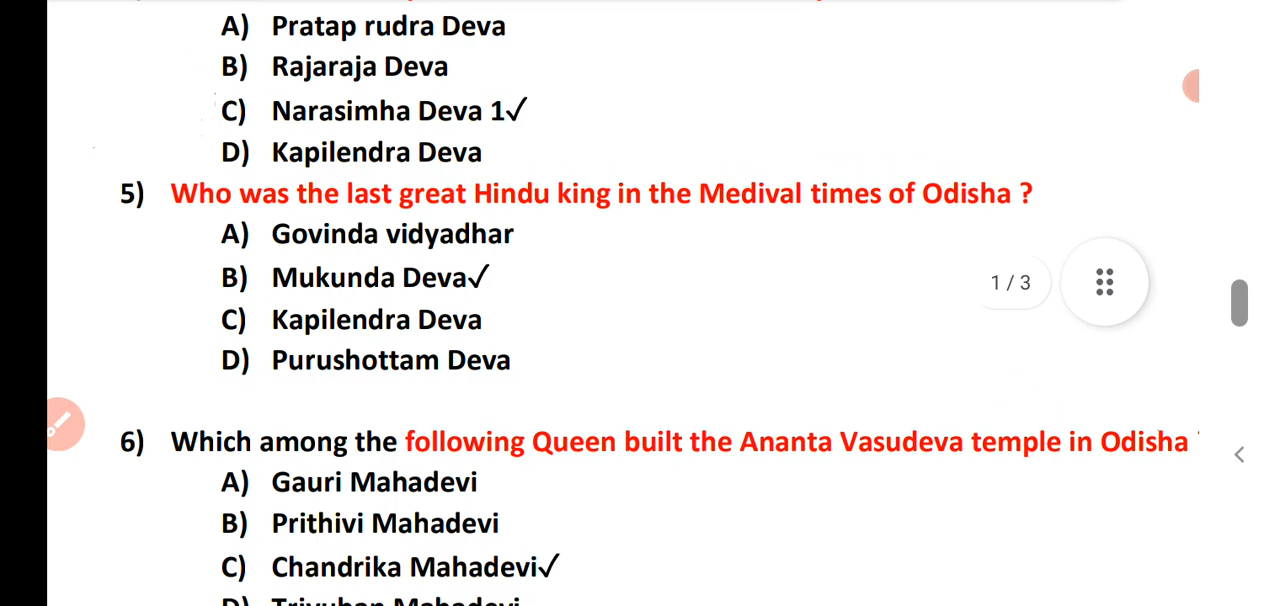 A) Pratap rudra Deva
B) Rajaraja Deva
C) Narasimha Deva 1✓
D) Kapilendra Deva
5) Who was the last great Hindu king in the Medival times of Odisha ?
A) Govinda vidyadhar
B) Mukunda Deva✓
C) Kapilendra Deva
D) Purushottam Deva
1 / 3
6) Which among the following Queen built the Ananta Vasudeva temple in Odisha
A) Gauri Mahadevi
B) Prithivi Mahadevi
C) Chandrika Mahadevi✓
D) Trivuban Mahadevi